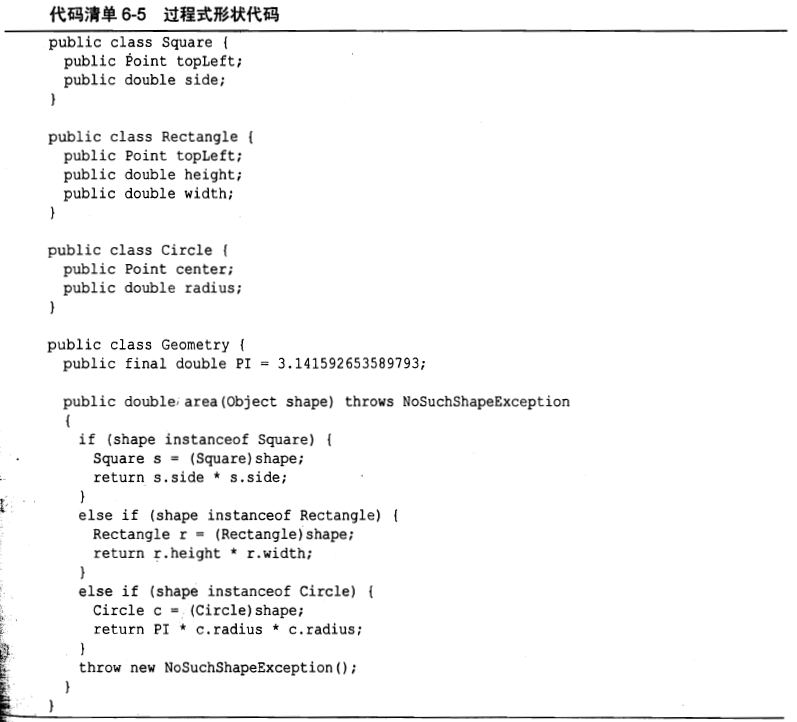 代码清单 6-5 过程式形状代码
public class Square {
  public Point topLeft;
  public double side;
}

public class Rectangle {
  public Point topLeft;
  public double height;
  public double width;
}

public class Circle {
  public Point center;
  public double radius;
}

public class Geometry {
  public final double PI = 3.141592653589793;

  public double area(Object shape) throws NoSuchShapeException
  {
    if (shape instanceof Square) {
      Square s = (Square)shape;
      return s.side * s.side;
    }
    else if (shape instanceof Rectangle) {
      Rectangle r = (Rectangle)shape;
      return r.height * r.width;
    }
    else if (shape instanceof Circle) {
      Circle c = (Circle)shape;
      return PI * c.radius * c.radius;
    }
    throw new NoSuchShapeException();
  }
}